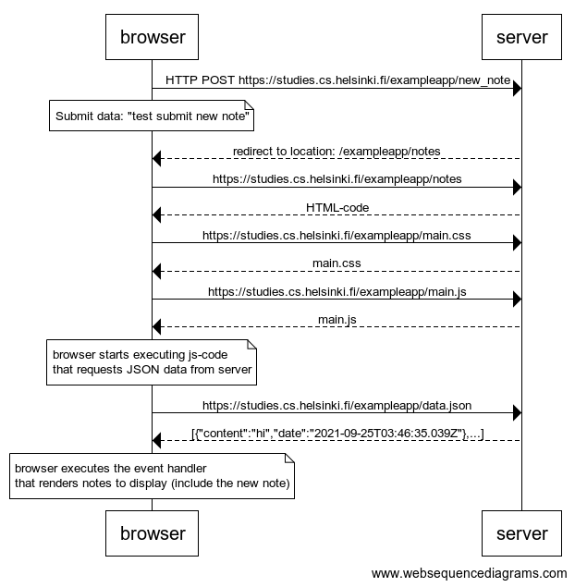 browser server
HTTP POST https://studies.cs.helsinki.fi/exampleapp/new_note
Submit data: "test submit new note"
redirect to location: /exampleapp/notes
https://studies.cs.helsinki.fi/exampleapp/notes
HTML-code
https://studies.cs.helsinki.fi/exampleapp/main.css
main.css
https://studies.cs.helsinki.fi/exampleapp/main.js
main.js
browser starts executing js-code
that requests JSON data from server
https://studies.cs.helsinki.fi/exampleapp/data.json
[{"content":"hi","date":"2021-09-25T03:46:35.039Z"},...]
browser executes the event handler
that renders notes to display (include the new note)
browser server
www.websequencediagrams.com